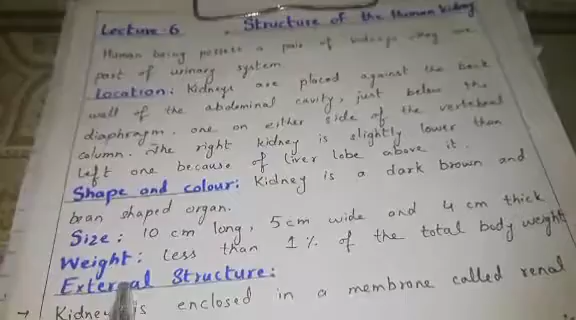 Lecture-6. Structure of the Human kidney
Human being possess a pair of kidneys they are
part of urinary system
Location: Kidneys are placed against the back
wall of the abdominal cavity, just below the
diaphragm. one on either side of the vertebral
column. The right kidney is slightly lower than
left one because of liver lobe above it.
Shape and colour: Kidney is a dark brown and
bean shaped organ.
Size: 10 cm long, 5cm wide and 4 cm thick
Weight: less than 1% of the total body weight
External Structure:
→ Kidney is enclosed in a membrane called renal